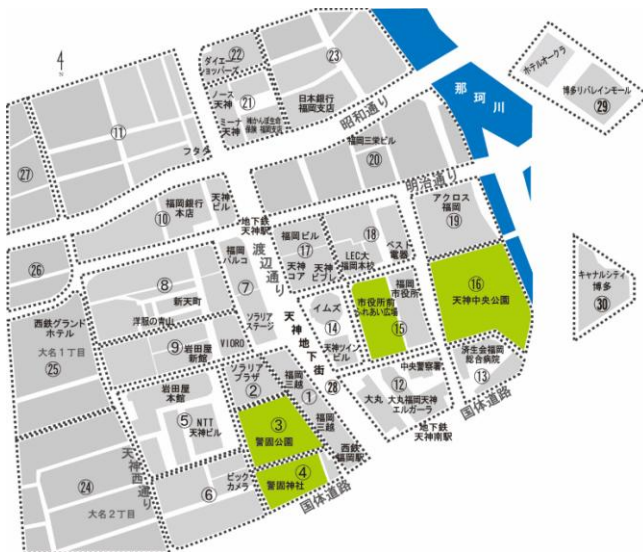 ㉒
ダイエー
ショッパーズ
㉓
ホテルオークラ
博多リバレインモール
㉙
那珂川
ノース
天神
㉑
日本銀行
福岡支店
ミーナ
天神
昭和通り
⑪
フタタ
福岡三栄ビル
⑳
㉗
明治通り
福岡銀行
本店
天神
ビル
⑩
地下鉄
天神駅
アクロス
福岡
⑲
渡辺通り
福岡ビル
⑰
天神
コア
天神
ビブレ
⑱
LEC大
福岡本校
ベスト
電器
福岡
パルコ
⑦
㉖
⑧
新天町
洋服の青山
ソラリア
ステージ
天神地下街
イムズ
⑭
天神ツインビル
市役所前
ふれあい広場
福岡
市役所
⑮
⑯
天神中央公園
キャナルシティ
博多
㉚
西鉄グランド
ホテル
大名1丁目
㉕
⑨
岩田屋
新館
VIORO
岩田屋
本館
⑤
NTT
天神ビル
ソラリア
プラザ
②
福岡
三越
①
㉘
福岡
三越
中央警察署
⑫
大丸
大丸福岡天神
エルガーラ
済生会福岡
総合病院
⑬
国体道路
地下鉄
天神南駅
③
警固公園
西鉄
福岡駅
天神西通り
ビック
カメラ
⑥
④
警固神社
国体道路
㉔
大名2丁目